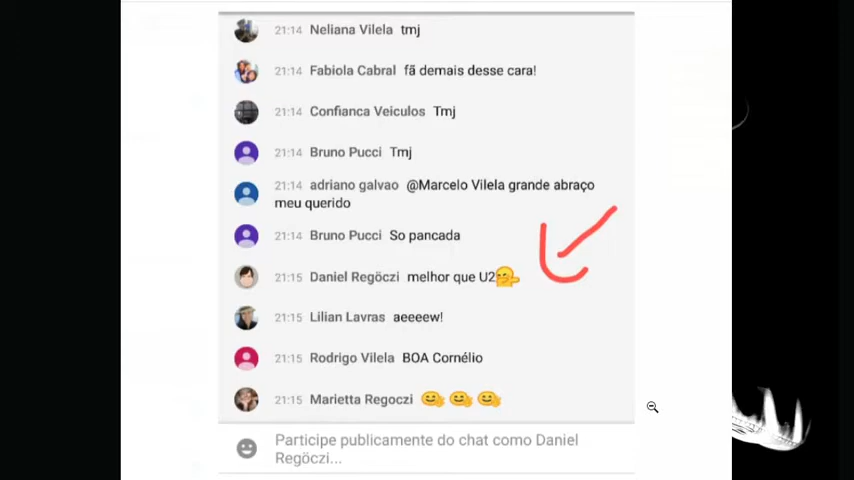 21:14 Neliana Vilela tmj
21:14 Fabiola Cabral fã demais desse cara!
21:14 Confianca Veiculos Tmj
21:14 Bruno Pucci Tmj
21:14 adriano galvao @Marcelo Vilela grande abraço
meu querido
21:14 Bruno Pucci So pancada
21:15 Daniel Regöczi melhor que U2🤗
21:15 Lilian Lavras aeeeew!
21:15 Rodrigo Vilela BOA Cornélio
21:15 Marietta Regoczi 🤗 🤗 🤗
Participe publicamente do chat como Daniel
Regöczi...